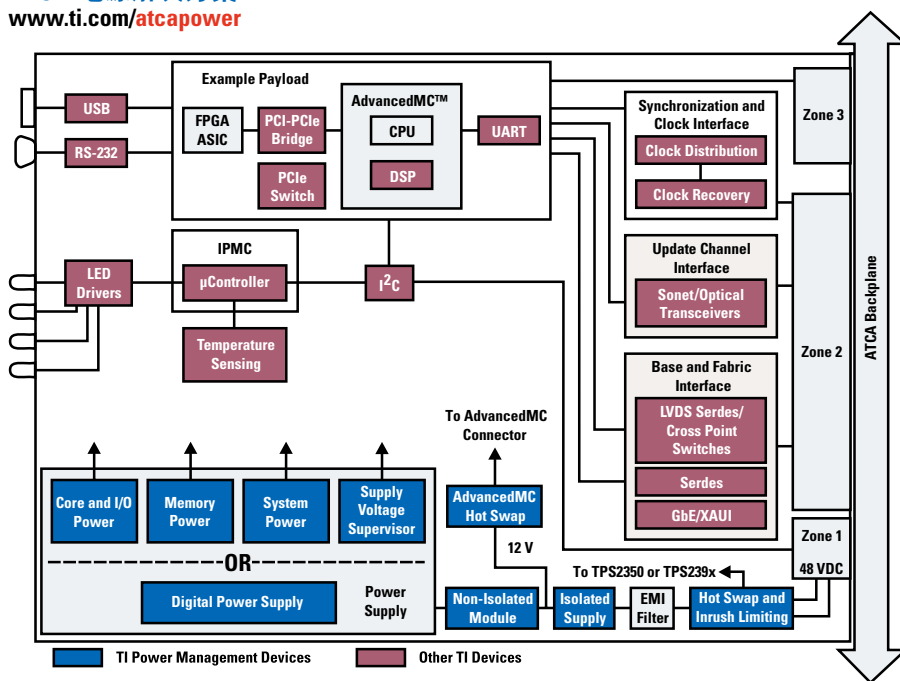 www.ti.com/atcapower
Example Payload
USB
RS-232
FPGA
ASIC
PCI-PCIe
Bridge
PCIe
Switch
AdvancedMC™
CPU
DSP
UART
Synchronization and
Clock Interface
Clock Distribution
Clock Recovery
Zone 3
IPMC
LED
Drivers
µController
I²C
Temperature
Sensing
Update Channel
Interface
Sonet/Optical
Transceivers
Zone 2
ATCA Backplane
Base and Fabric
Interface
LVDS Serdes/
Cross Point
Switches
Serdes
GbE/XAUI
To AdvancedMC
Connector
Core and I/O
Power
Memory
Power
System
Power
Supply
Voltage
Supervisor
AdvancedMC
Hot Swap
12 V
Zone 1
48 VDC
OR
To TPS2350 or TPS239x
Digital Power Supply
Power
Supply
Non-Isolated
Module
Isolated
Supply
EMI
Filter
Hot Swap and
Inrush Limiting
TI Power Management Devices
Other TI Devices